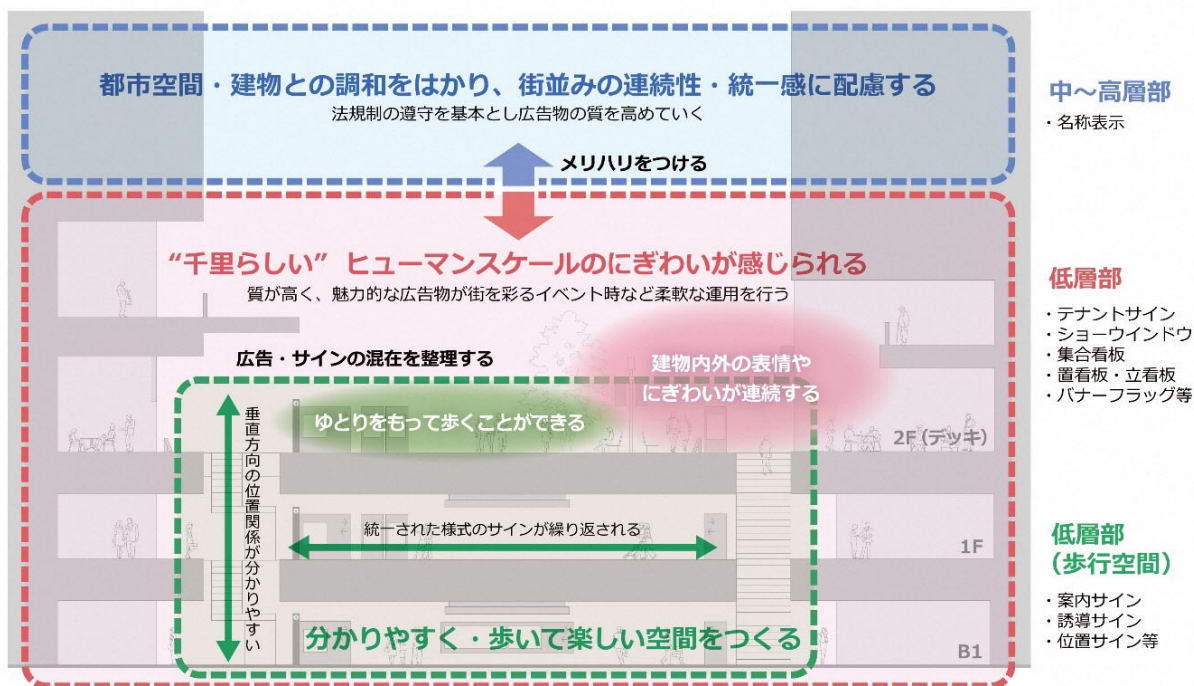 都市空間・建物との調和をはかり、街並みの連続性・統一感に配慮する
法規制の遵守を基本とし広告物の質を高めていく
メリハリをつける
中～高層部
・名称表示
“千里らしい” ヒューマンスケールのにぎわいが感じられる
質が高く、魅力的な広告物が街を彩るイベント時など柔軟な運用を行う
低層部
・テナントサイン
・ショーウインドウ
・集合看板
・置看板・立看板
・バナーフラッグ等
広告・サインの混在を整理する
建物内外の表情や
にぎわいが連続する
ゆとりをもって歩くことができる
2F（デッキ）
垂直方向の位置関係が分かりやすい
統一された様式のサインが繰り返される
1F
低層部
（歩行空間）
・案内サイン
・誘導サイン
・位置サイン等
分かりやすく・歩いて楽しい空間をつくる
B1